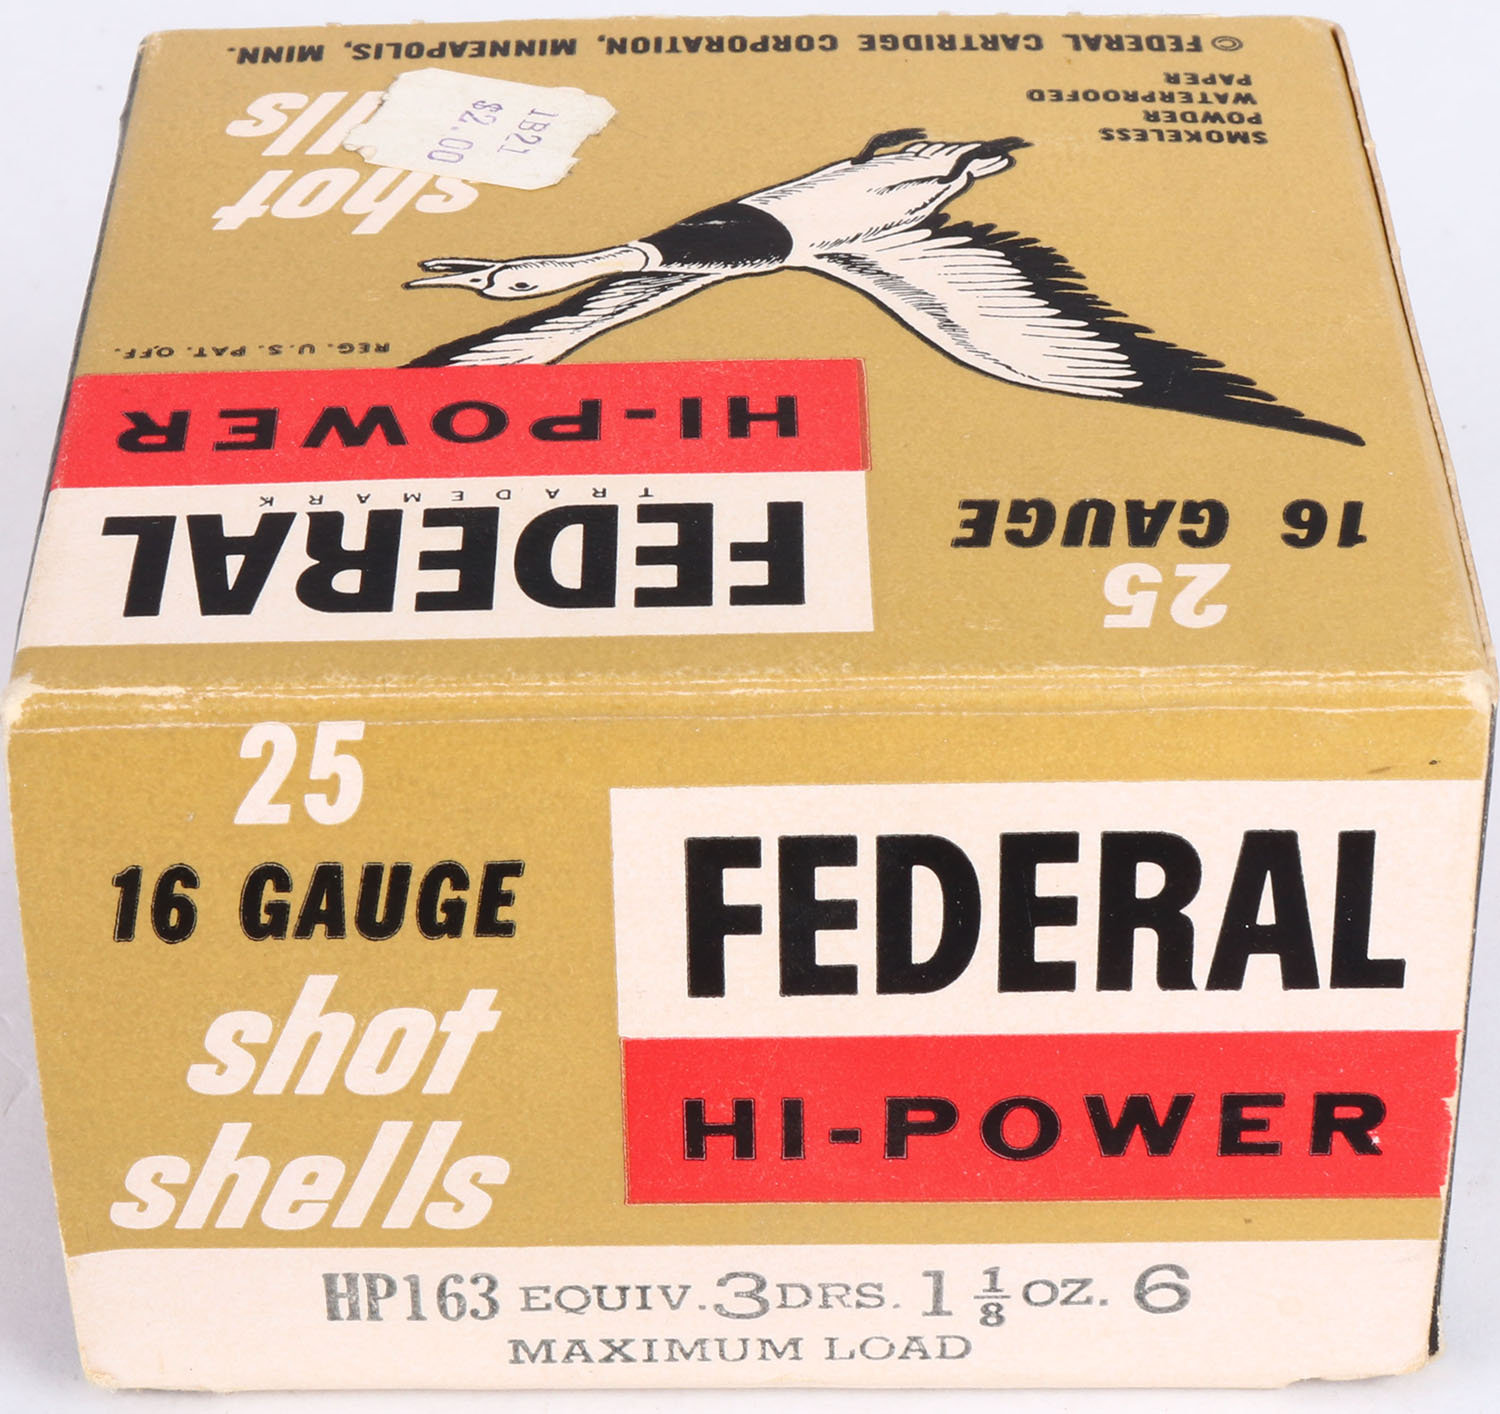 © FEDERAL CARTRIDGE CORPORATION, MINNEAPOLIS, MINN.
SMOKELESS
POWDER
WATERPROOFED
PAPER
shot
lls
1B21
$2.00
REG. U.S. PAT. OFF.
25
16 GAUGE
FEDERAL
TRADEMARK
HI-POWER
25
16 GAUGE
shot
shells
FEDERAL
HI-POWER
HP163 EQUIV. 3 DRS. 1 1/8 OZ. 6
MAXIMUM LOAD